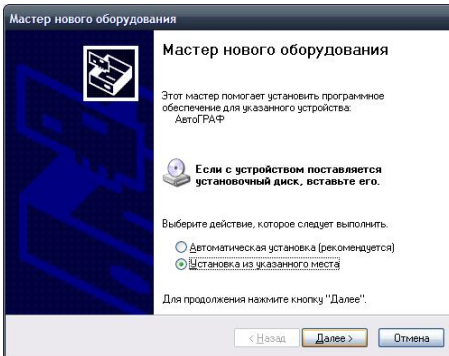 Мастер нового оборудования
Мастер нового оборудования
Этот мастер помогает установить программное
обеспечение для указанного устройства:
АвтоГРАФ
Если с устройством поставляется
установочный диск, вставьте его.
Выберите действие, которое следует выполнить.
Автоматическая установка (рекомендуется)
Установка из указанного места
Для продолжения нажмите кнопку "Далее".
< Назад
Далее >
Отмена